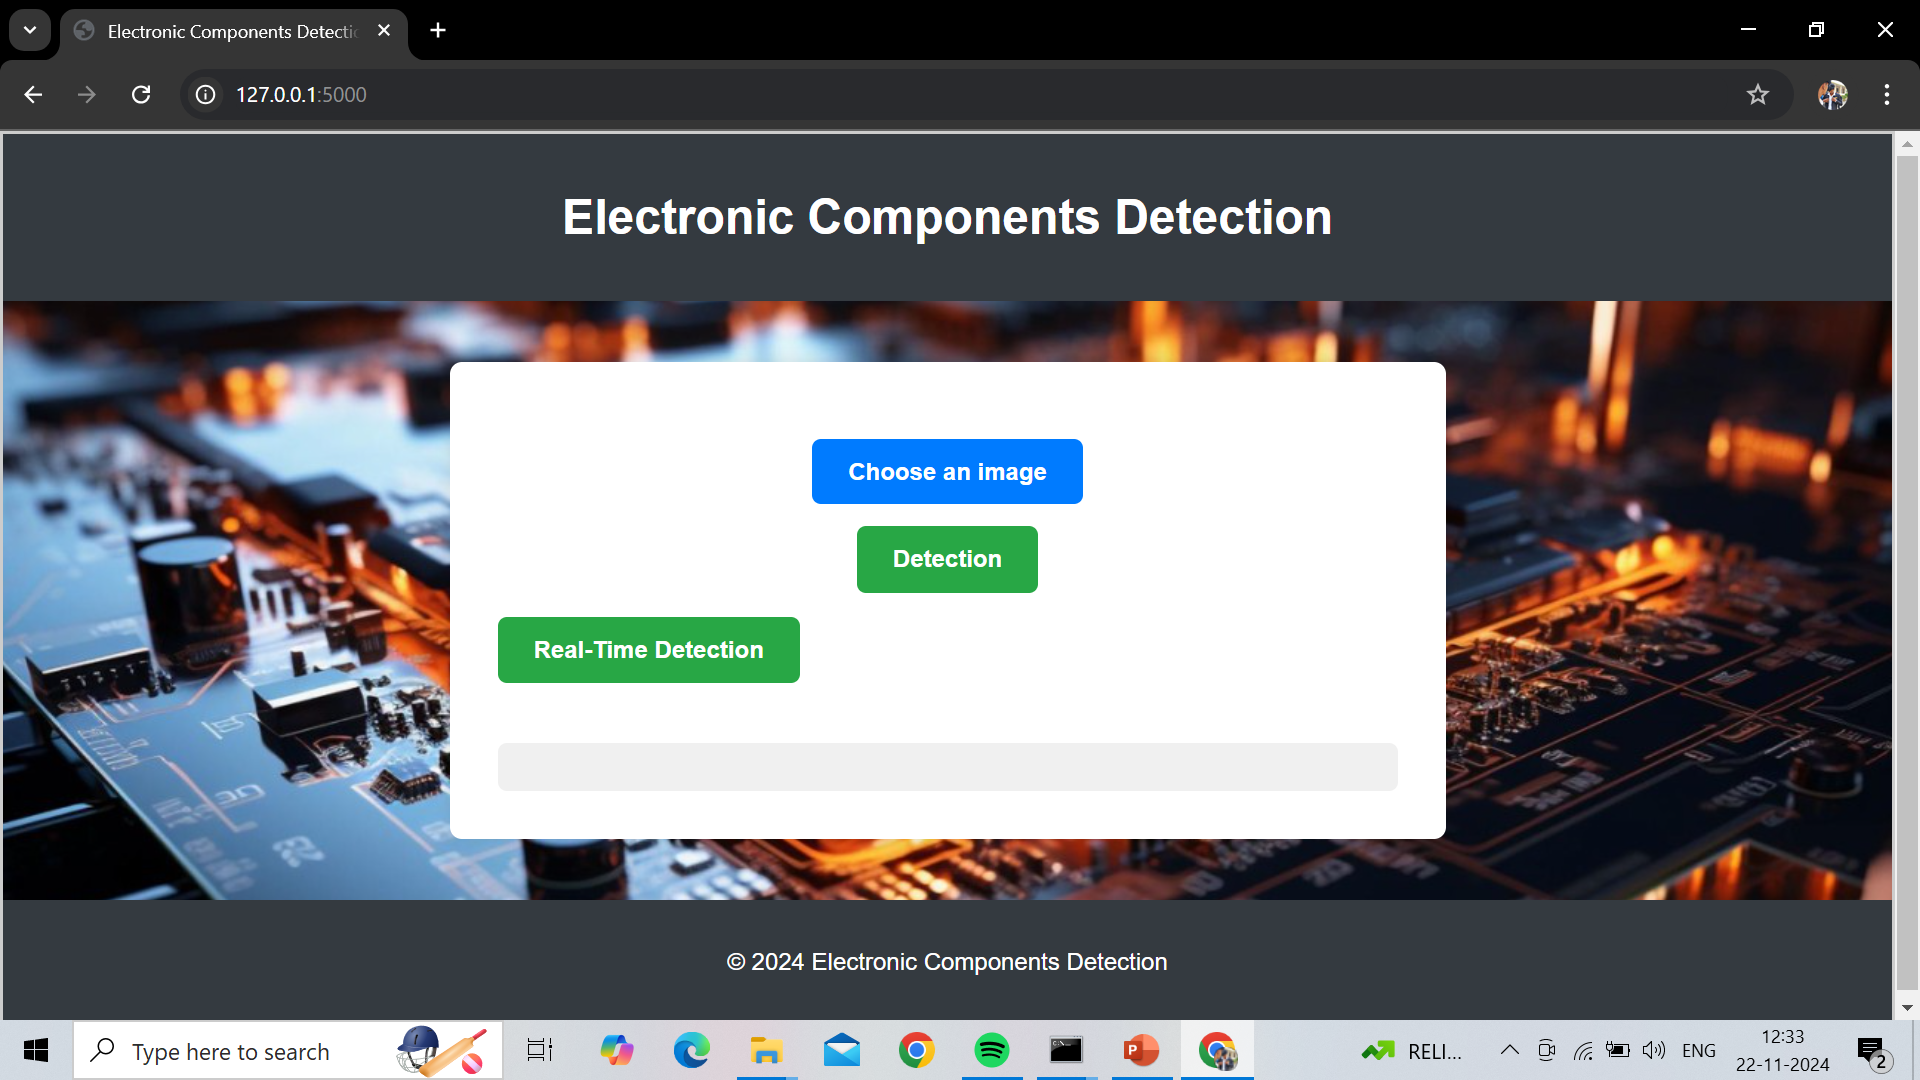 Electronic Components Detecti
127.0.0.1:5000
Electronic Components Detection
Choose an image
Detection
Real-Time Detection
© 2024 Electronic Components Detection
Type here to search
RELI...
ENG
12:33
22-11-2024
2